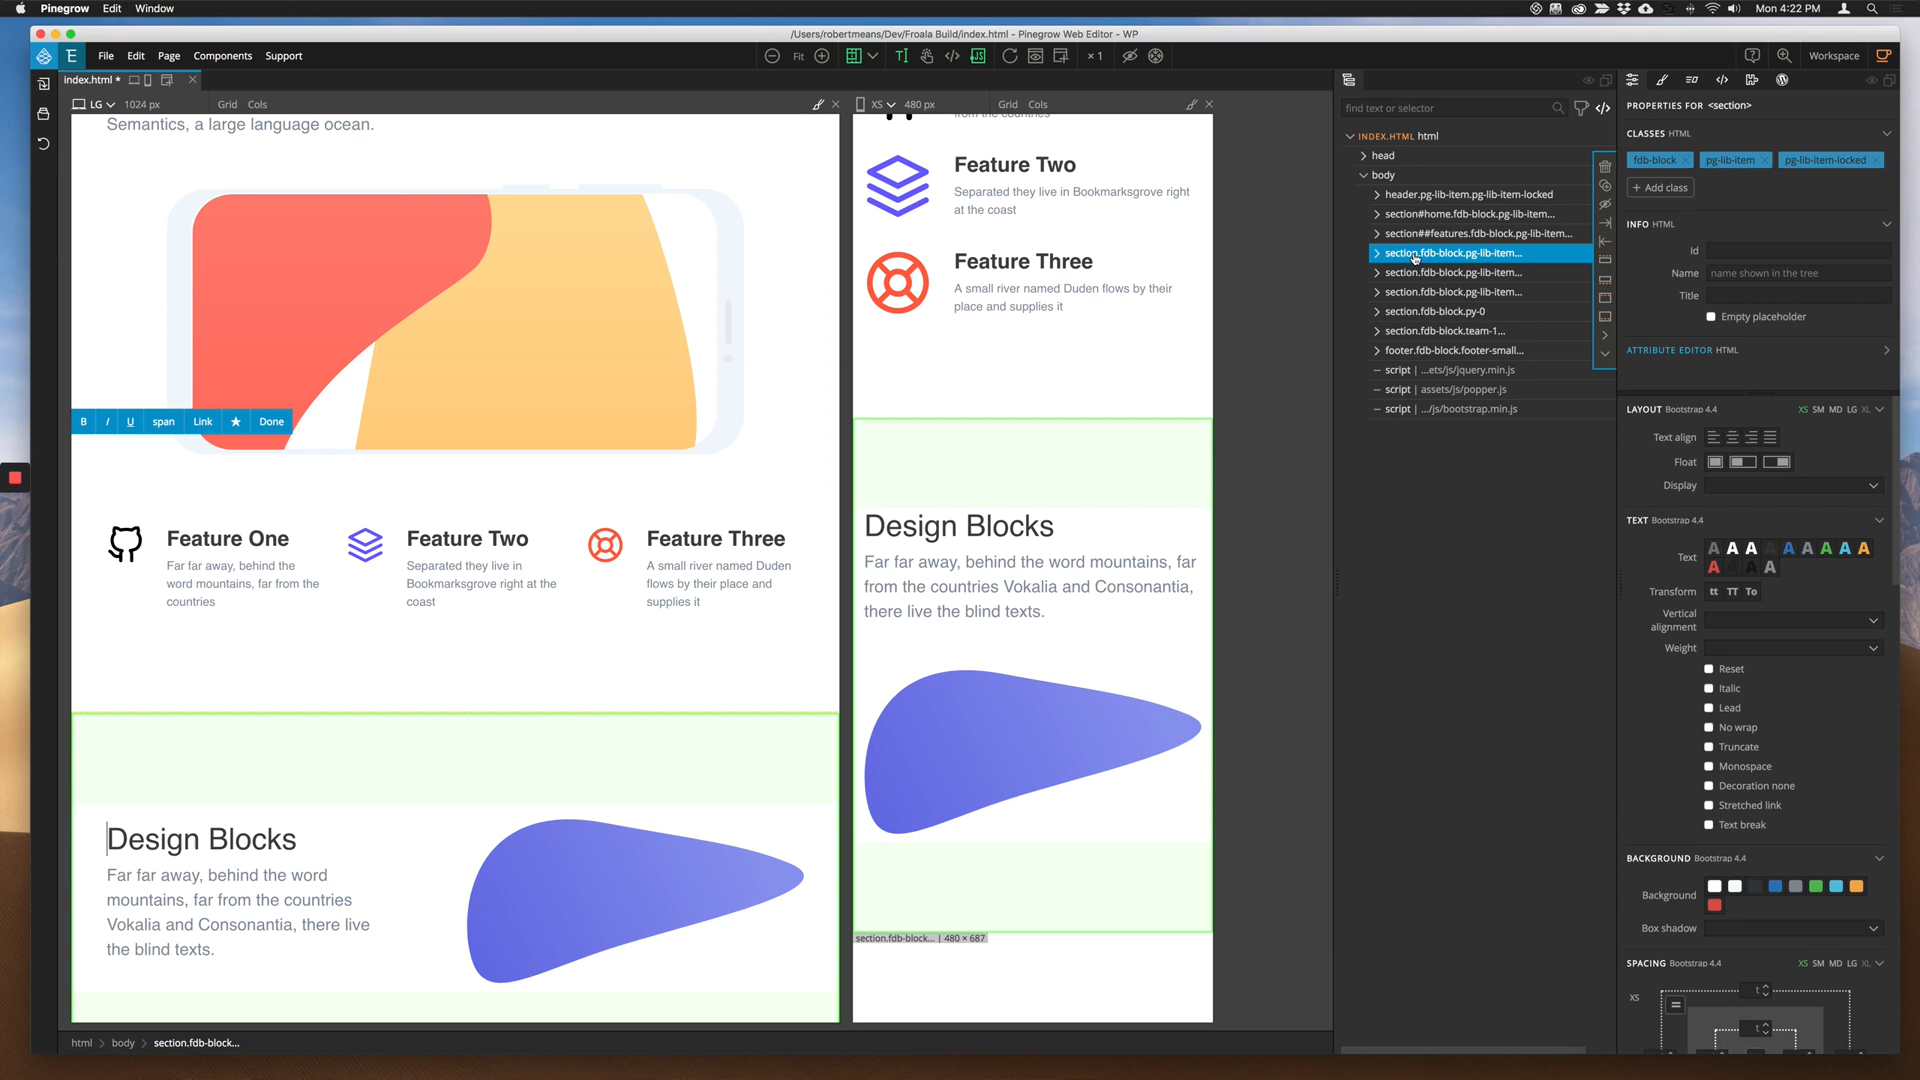 Pinegrow Edit Window
Mon 4:22 PM
/Users/robertmeans/Dev/Froala Build/index.html - Pinegrow Web Editor - WP
E File Edit Page Components Support
Fit
× 1
Workspace
index.html *
LG 1024 px Grid Cols
XS 480 px Grid Cols
Semantics, a large language ocean.
B I U span Link ★ Done
Feature One
Far far away, behind the
word mountains, far from the
countries
Feature Two
Separated they live in
Bookmarksgrove right at the
coast
Feature Three
A small river named Duden
flows by their place and
supplies it
Design Blocks
Far far away, behind the word
mountains, far from the countries
Vokalia and Consonantia, there live
the blind texts.
html > body > section.fdb-block...
from the countries
Feature Two
Separated they live in Bookmarksgrove right
at the coast
Feature Three
A small river named Duden flows by their
place and supplies it
Design Blocks
Far far away, behind the word mountains, far
from the countries Vokalia and Consonantia,
there live the blind texts.
section.fdb-block... | 480 × 687
find text or selector
INDEX.HTML html
head
body
header.pg-lib-item.pg-lib-item-locked
section#home.fdb-block.pg-lib-item...
section##features.fdb-block.pg-lib-item...
section.fdb-block.pg-lib-item...
section.fdb-block.pg-lib-item...
section.fdb-block.pg-lib-item...
section.fdb-block.py-0
section.fdb-block.team-1...
footer.fdb-block.footer-small...
script | ...ets/js/jquery.min.js
script | assets/js/popper.js
script | .../js/bootstrap.min.js
PROPERTIES FOR <section>
CLASSES HTML
fdb-block × pg-lib-item × pg-lib-item-locked ×
+ Add class
INFO HTML
Id
Name name shown in the tree
Title
Empty placeholder
ATTRIBUTE EDITOR HTML
LAYOUT Bootstrap 4.4 XS SM MD LG XL
Text align
Float
Display
TEXT Bootstrap 4.4
Text A A A A A A A A A
A A A A
Transform tt TT To
Vertical
alignment
Weight
Reset
Italic
Lead
No wrap
Truncate
Monospace
Decoration none
Stretched link
Text break
BACKGROUND Bootstrap 4.4
Background
Box shadow
SPACING Bootstrap 4.4 XS SM MD LG XL
XS
t
t